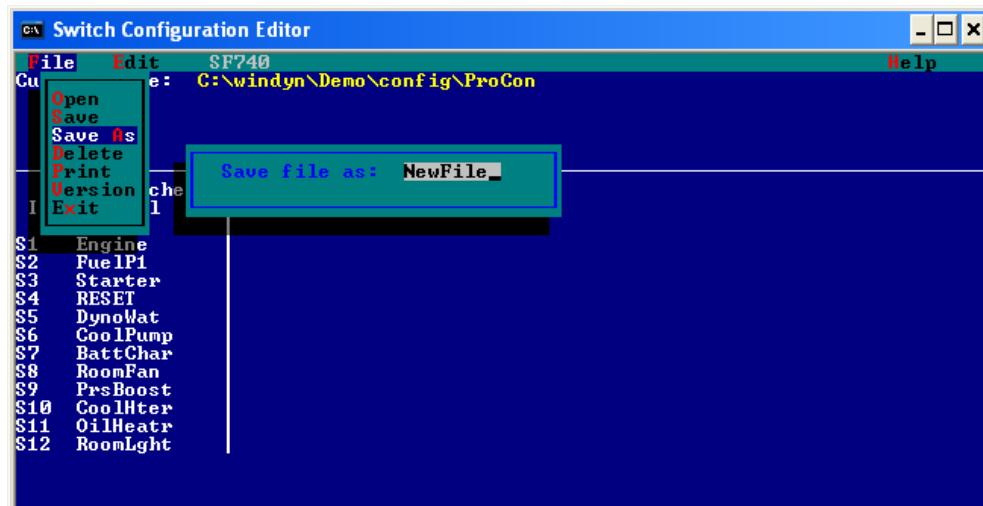 Switch Configuration Editor
File Edit SF740 Help
Cu e: C:\windyn\Demo\config\ProCon
Open
Save
Save As
Delete
Print
Version che
I Exit l
Save file as: NewFile_
S1 Engine
S2 FuelP1
S3 Starter
S4 RESET
S5 DynoWat
S6 CoolPump
S7 BattChar
S8 RoomFan
S9 PrsBoost
S10 CoolHter
S11 OilHeatr
S12 RoomLght